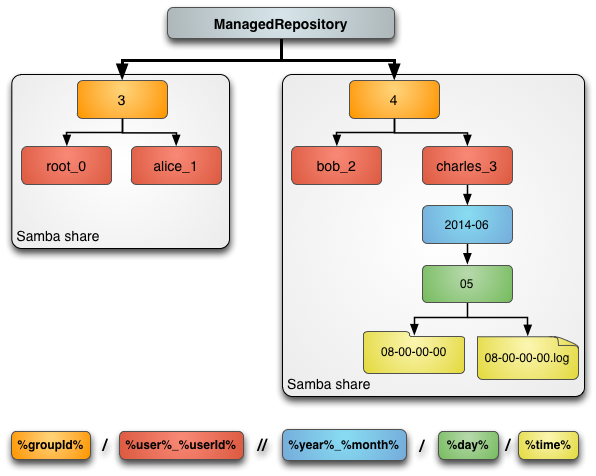 ManagedRepository
3
4
root_0
alice_1
bob_2
charles_3
2014-06
Samba share
05
08-00-00-00
08-00-00-00.log
Samba share
%groupId% / %user%_%userId% // %year%_%month% / %day% / %time%